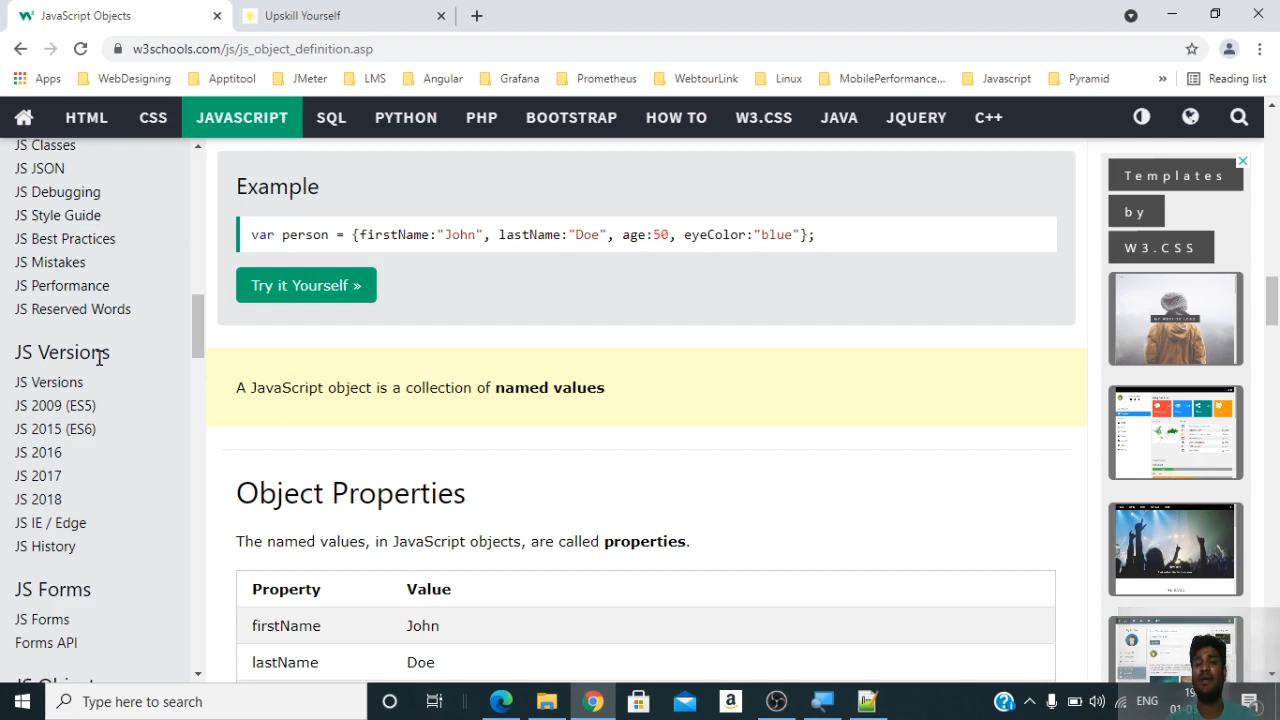 JavaScript Objects
Upskill Yourself
w3schools.com/js/js_object_definition.asp
Apps
WebDesigning
Apptitool
JMeter
LMS
Angular
Grafana
Prometheus
WebtourLink
Linux
MobilePerformance...
Javascript
Pyramid
»
Reading list
HTML
CSS
JAVASCRIPT
SQL
PYTHON
PHP
BOOTSTRAP
HOW TO
W3.CSS
JAVA
JQUERY
C++
JS Classes
JS JSON
JS Debugging
JS Style Guide
JS Best Practices
JS Mistakes
JS Performance
JS Reserved Words
JS Versions
JS Versions
JS 2009 (ES5)
JS 2015 (ES6)
JS 2016
JS 2017
JS 2018
JS IE / Edge
JS History
JS Forms
JS Forms
Forms API
Example
var person = {firstName:"John", lastName:"Doe", age:50, eyeColor:"blue"};
Try it Yourself »
A JavaScript object is a collection of named values
Object Properties
The named values, in JavaScript objects, are called properties.
Property Value
firstName John
lastName Doe
Templates
by
W3.CSS
Type here to search
ENG